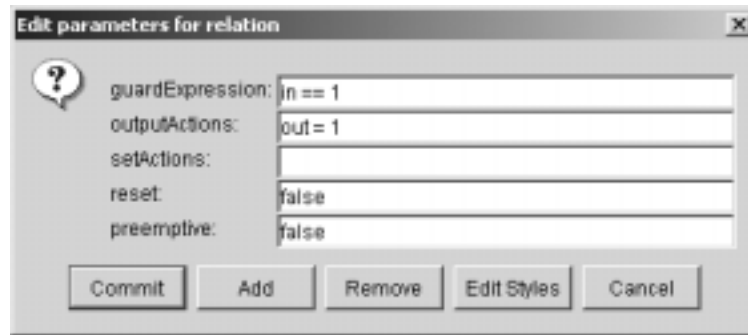 Edit parameters for relation
?
guardExpression: in == 1
outputActions: out = 1
setActions:
reset: false
preemptive: false
Commit Add Remove Edit Styles Cancel